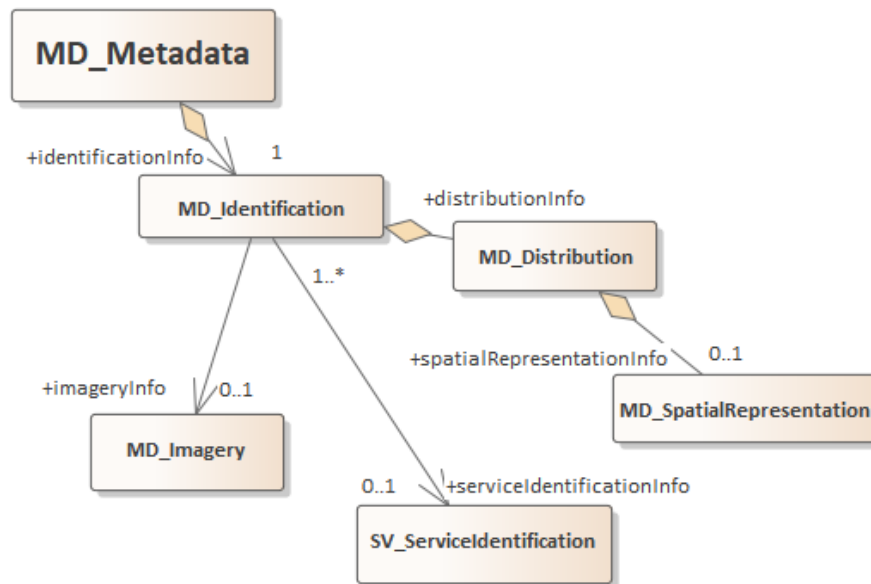 MD_Metadata
+identificationInfo
1
MD_Identification
+distributionInfo
MD_Distribution
1..*
+spatialRepresentationInfo
0..1
+imageryInfo
0..1
MD_SpatialRepresentation
MD_Imagery
0..1
+serviceIdentificationInfo
SV_ServiceIdentification